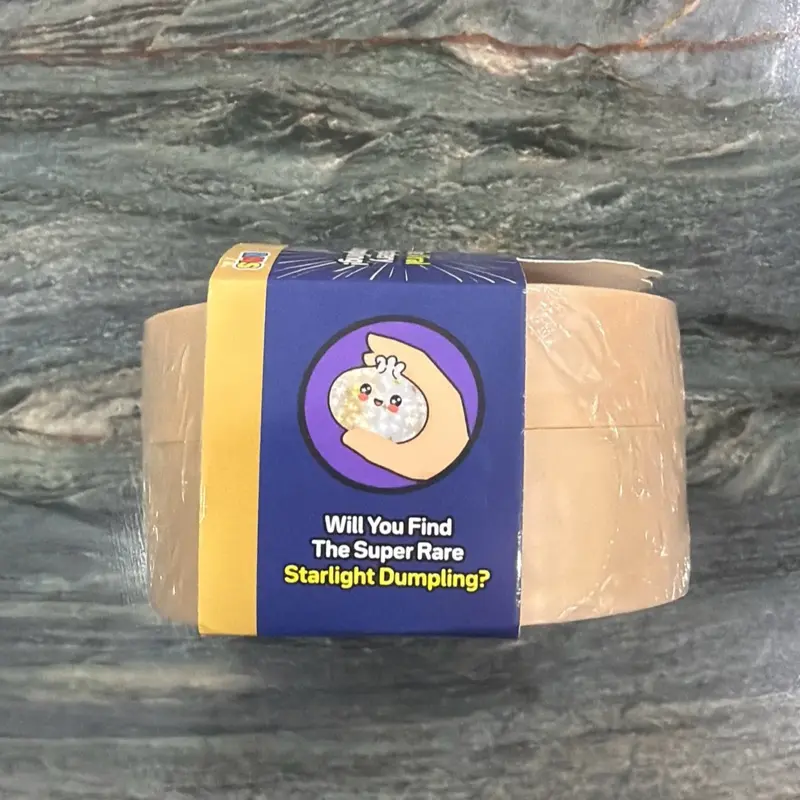 Will You Find
The Super Rare
Starlight Dumpling?